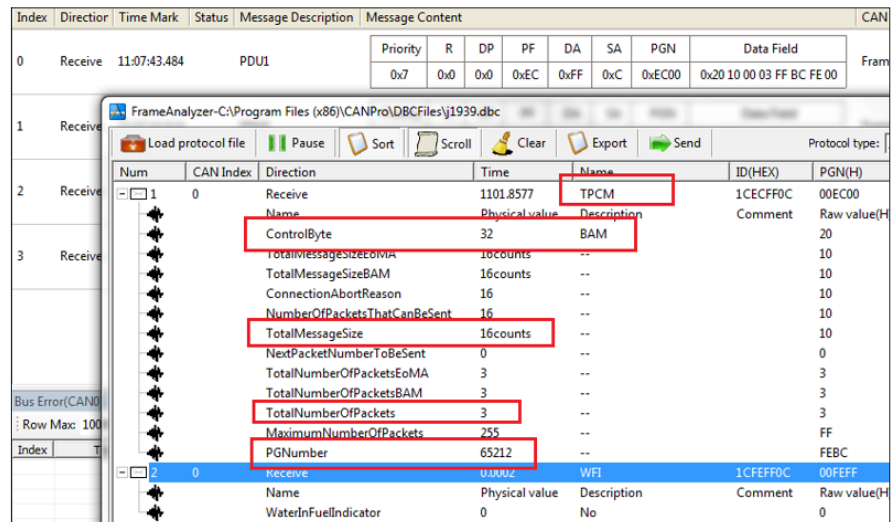 Index Direction Time Mark Status Message Description Message Content CAN
0 Receive 11:07:43.484 PDU1 Priority R DP PF DA SA PGN Data Field Fram
0x7 0x0 0x0 0xEC 0xFF 0xC 0xEC00 0x20 10 00 03 FF BC FE 00
1 Receive
FrameAnalyzer-C:\Program Files (x86)\CANPro\DBCFiles\j1939.dbc
Load protocol file Pause Sort Scroll Clear Export Send Protocol type:
Num CAN Index Direction Time Name ID(HEX) PGN(H)
1 0 Receive 1101.8577 TPCM 1CECFF0C 00EC00
Name Physical value Description Comment Raw value(H
ControlByte 32 BAM 20
TotalMessageSizeEoMA 16counts -- 10
2 Receive
TotalMessageSizeBAM 16counts -- 10
ConnectionAbortReason 16 -- 10
NumberOfPacketsThatCanBeSent 16 -- 10
3 Receive
TotalMessageSize 16counts -- 10
NextPacketNumberToBeSent 0 -- 0
TotalNumberOfPacketsEoMA 3 -- 3
TotalNumberOfPacketsBAM 3 -- 3
Bus Error(CAN0
TotalNumberOfPackets 3 -- 3
Row Max: 100
MaximumNumberOfPackets 255 -- FF
Index T
PGNumber 65212 -- FEBC
2 0 Receive 0.0002 WFI 1CFEFF0C 00FEFF
Name Physical value Description Comment Raw value(H
WaterInFuelIndicator 0 No 0